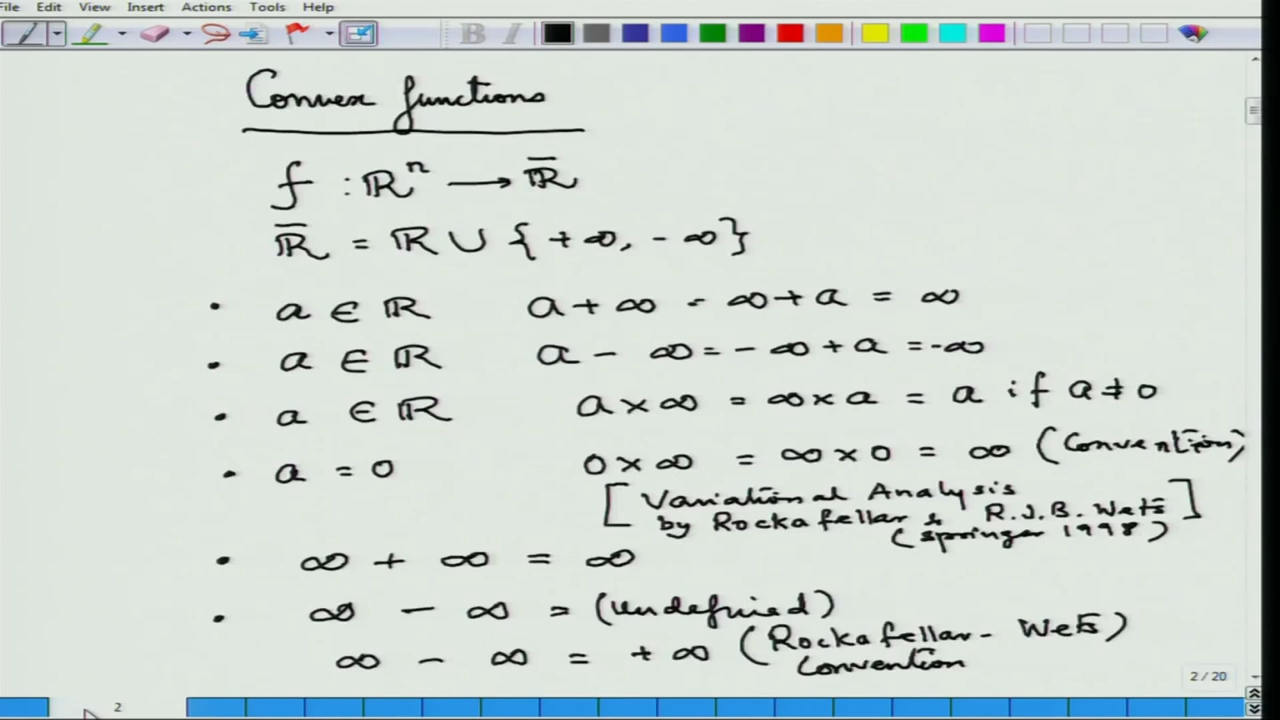 File Edit View Insert Actions Tools Help
B I
Convex functions
f : ℝⁿ → ℝ̄
ℝ̄ = ℝ ∪ {+∞, -∞}
• a ∈ ℝ a + ∞ = ∞ + a = ∞
• a ∈ ℝ a - ∞ = - ∞ + a = -∞
• a ∈ ℝ a × ∞ = ∞ × a = a if a ≠ 0
• a = 0 0 × ∞ = ∞ × 0 = ∞ (Convention)
[Variational Analysis
by Rockafellar & R.J.B. Wets]
(Springer 1998)
• ∞ + ∞ = ∞
• ∞ - ∞ = (undefined)
∞ - ∞ = + ∞ (Rockafellar - Wets)
Convention
2 / 20
2